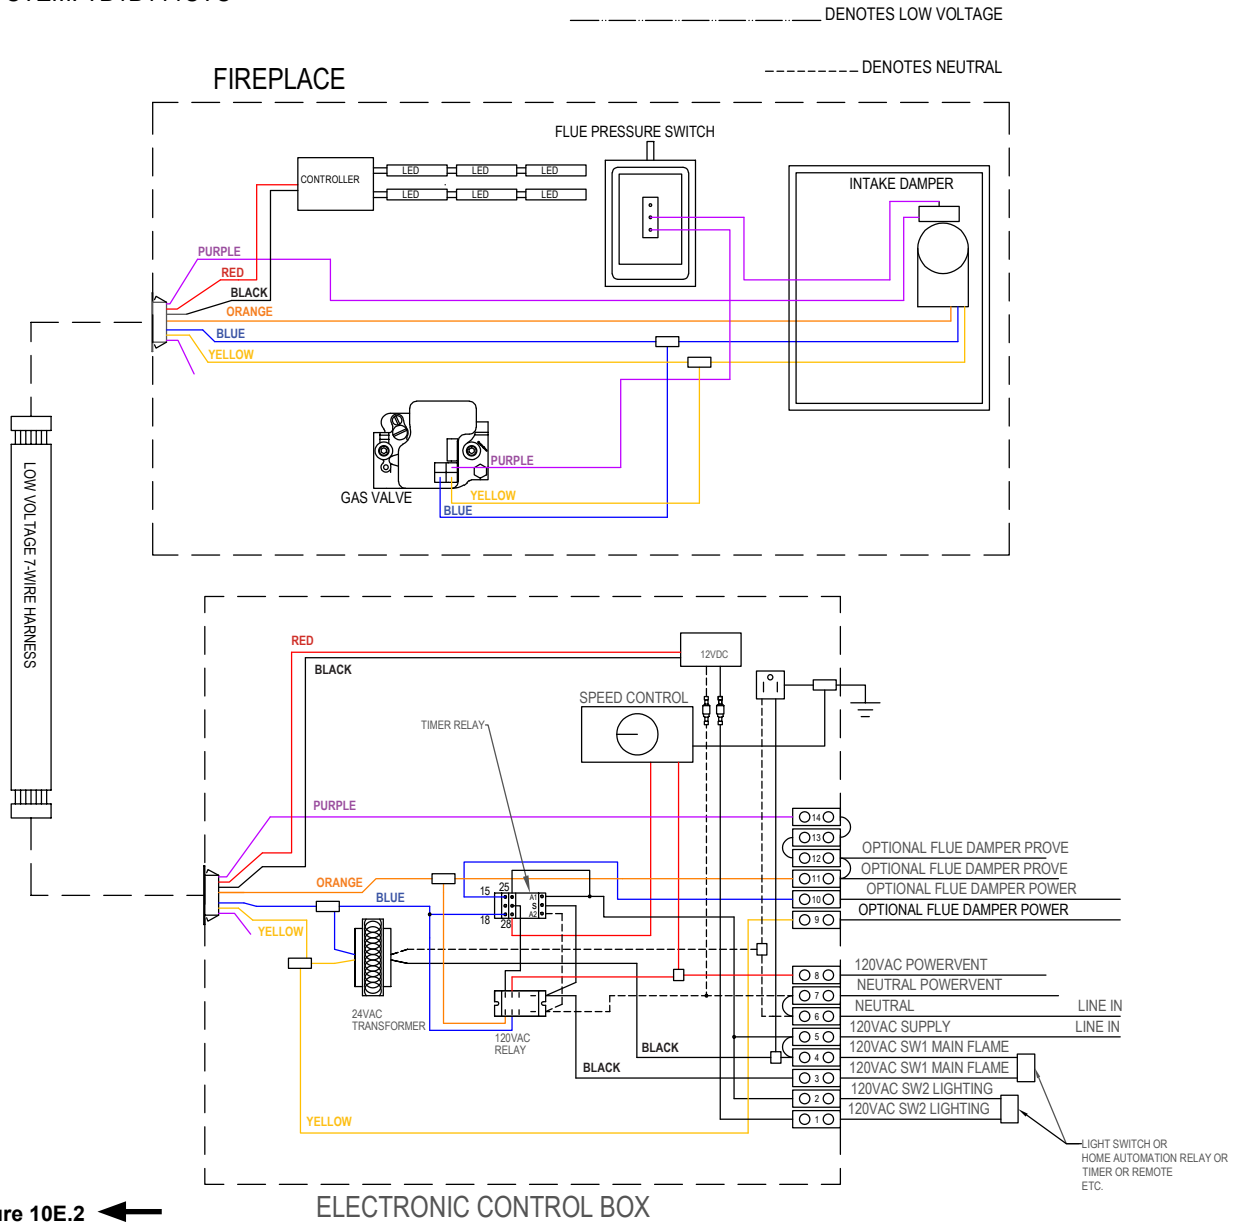 DENOTES LOW VOLTAGE
DENOTES NEUTRAL
FIREPLACE
FLUE PRESSURE SWITCH
CONTROLLER
LED LED LED
LED LED LED
INTAKE DAMPER
PURPLE
RED
BLACK
ORANGE
BLUE
YELLOW
PURPLE
GAS VALVE
YELLOW
BLUE
LOW VOLTAGE 7-WIRE HARNESS
RED
BLACK
12VDC
SPEED CONTROL
TIMER RELAY
PURPLE
14
13
12 OPTIONAL FLUE DAMPER PROVE
11 OPTIONAL FLUE DAMPER PROVE
10 OPTIONAL FLUE DAMPER POWER
9 OPTIONAL FLUE DAMPER POWER
ORANGE
BLUE
YELLOW
15 25 A1
S
18 28 A2
24VAC
TRANSFORMER
120VAC
RELAY
8 120VAC POWERVENT
7 NEUTRAL POWERVENT
6 NEUTRAL LINE IN
5 120VAC SUPPLY LINE IN
BLACK 4 120VAC SW1 MAIN FLAME
BLACK 3 120VAC SW1 MAIN FLAME
2 120VAC SW2 LIGHTING
1 120VAC SW2 LIGHTING
YELLOW
LIGHT SWITCH OR
HOME AUTOMATION RELAY OR
TIMER OR REMOTE
ETC.
ELECTRONIC CONTROL BOX
ure 10E.2